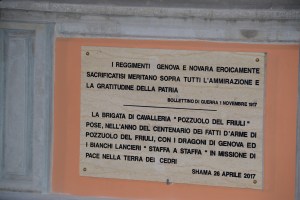 I REGGIMENTI GENOVA E NOVARA EROICAMENTE
SACRIFICATISI MERITANO SOPRA TUTTI L'AMMIRAZIONE E
LA GRATITUDINE DELLA PATRIA
BOLLETTINO DI GUERRA 1 NOVEMBRE 1917
LA BRIGATA DI CAVALLERIA "POZZUOLO DEL FRIULI"
POSE, NELL'ANNO DEL CENTENARIO DEI FATTI D'ARME DI
POZZUOLO DEL FRIULI, CON I DRAGONI DI GENOVA ED
I BIANCHI LANCIERI "STAFFA A STAFFA" IN MISSIONE DI
PACE NELLA TERRA DEI CEDRI
SHAMA 26 APRILE 2017